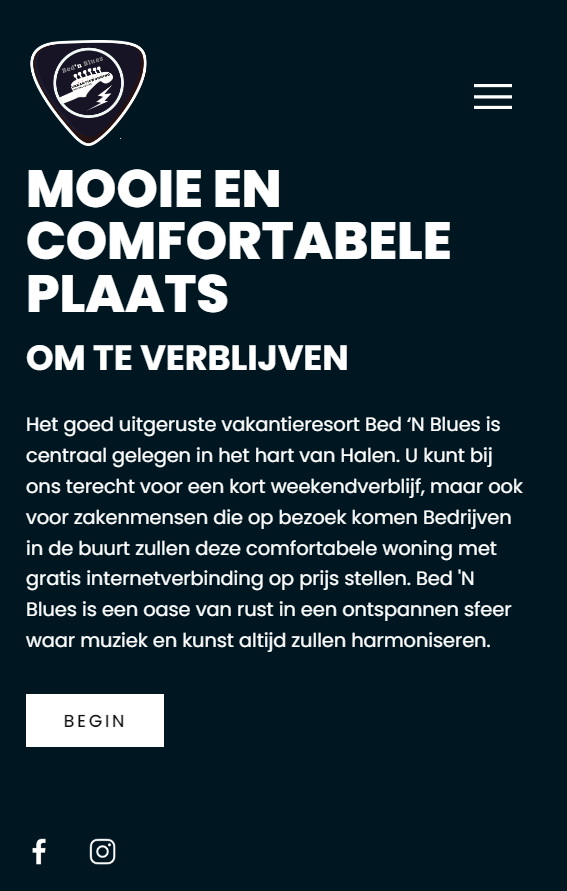 Bed'n Blues
MOOIE EN
COMFORTABELE
PLAATS
OM TE VERBLIJVEN
Het goed uitgeruste vakantieresort Bed ‘N Blues is
centraal gelegen in het hart van Halen. U kunt bij
ons terecht voor een kort weekendverblijf, maar ook
voor zakenmensen die op bezoek komen Bedrijven
in de buurt zullen deze comfortabele woning met
gratis internetverbinding op prijs stellen. Bed 'N
Blues is een oase van rust in een ontspannen sfeer
waar muziek en kunst altijd zullen harmoniseren.
BEGIN